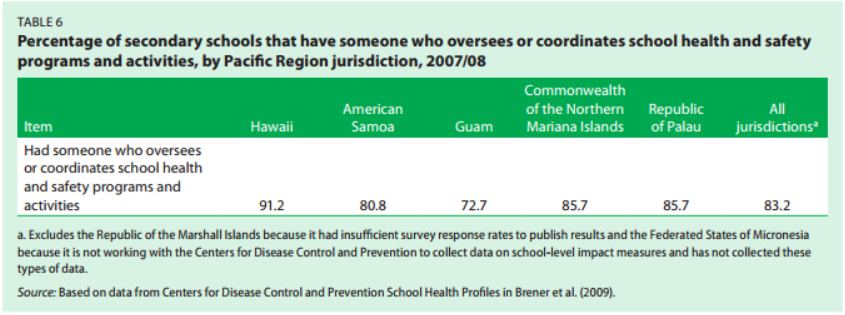 TABLE 6
Percentage of secondary schools that have someone who oversees or coordinates school health and safety
programs and activities, by Pacific Region jurisdiction, 2007/08
Item Hawaii American Samoa Guam Commonwealth of the Northern Mariana Islands Republic of Palau All jurisdictionsᵃ
Had someone who oversees
or coordinates school health
and safety programs and
activities 91.2 80.8 72.7 85.7 85.7 83.2
a. Excludes the Republic of the Marshall Islands because it had insufficient survey response rates to publish results and the Federated States of Micronesia
because it is not working with the Centers for Disease Control and Prevention to collect data on school-level impact measures and has not collected these
types of data.
Source: Based on data from Centers for Disease Control and Prevention School Health Profiles in Brener et al. (2009).